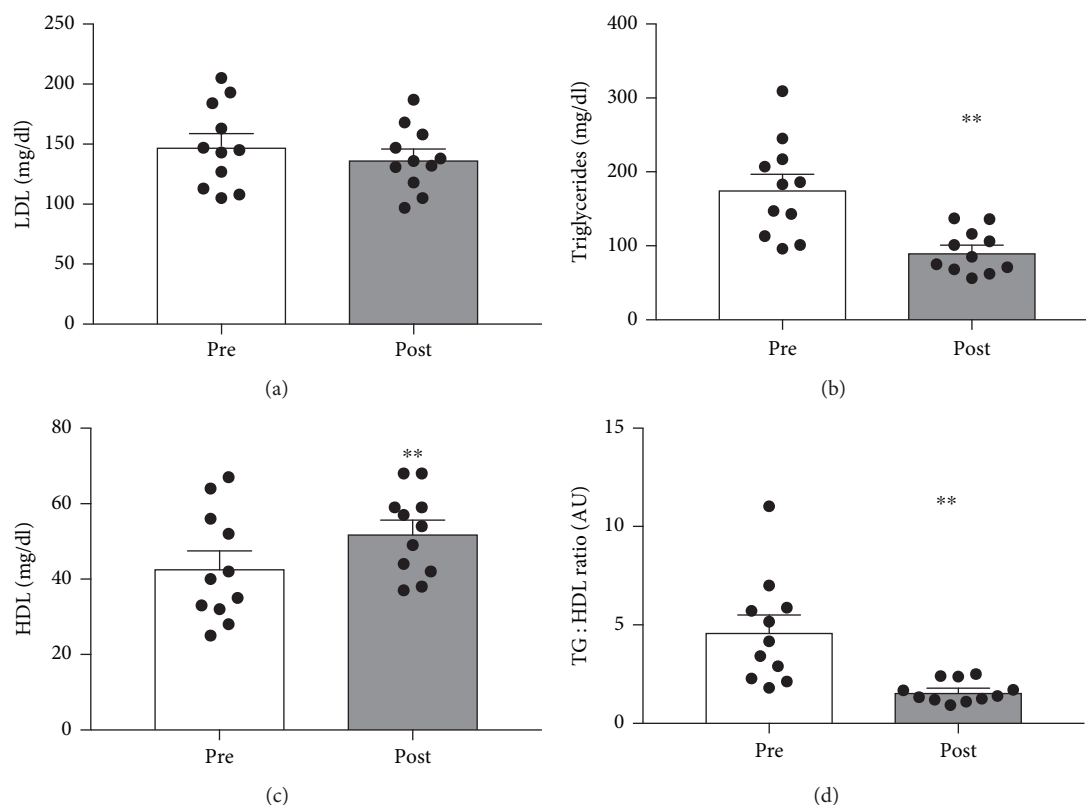 250
200
150
100
50
0
LDL (mg/dl)
Pre Post
(a)
400
300
200
100
0
Triglycerides (mg/dl)
**
Pre Post
(b)
80
60
40
20
0
HDL (mg/dl)
**
Pre Post
(c)
15
10
5
0
TG : HDL ratio (AU)
**
Pre Post
(d)